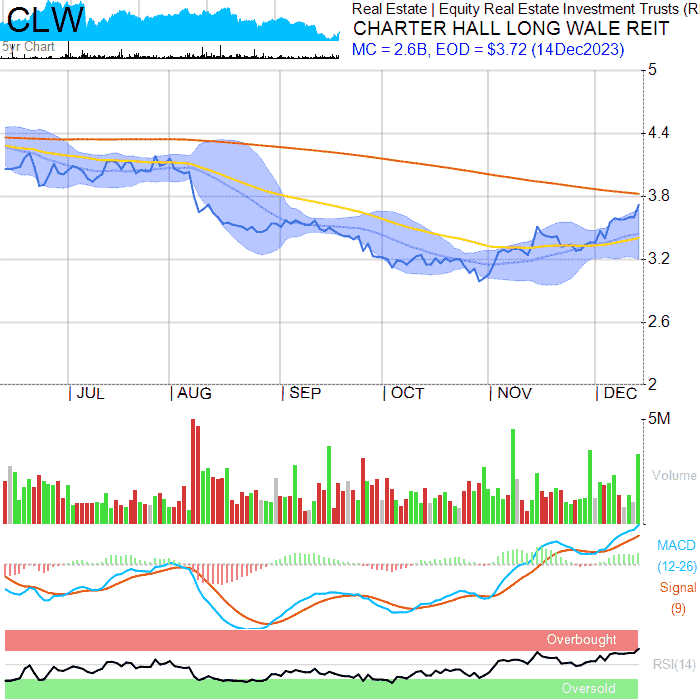 CLW
5yr Chart
Real Estate | Equity Real Estate Investment Trusts (R
CHARTER HALL LONG WALE REIT
MC = 2.6B, EOD = $3.72 (14Dec2023)
5
4.4
3.8
3.2
2.6
2
JUL AUG SEP OCT NOV DEC
5M
Volume
MACD
(12-26)
Signal
(9)
Overbought
RSI(14)
Oversold